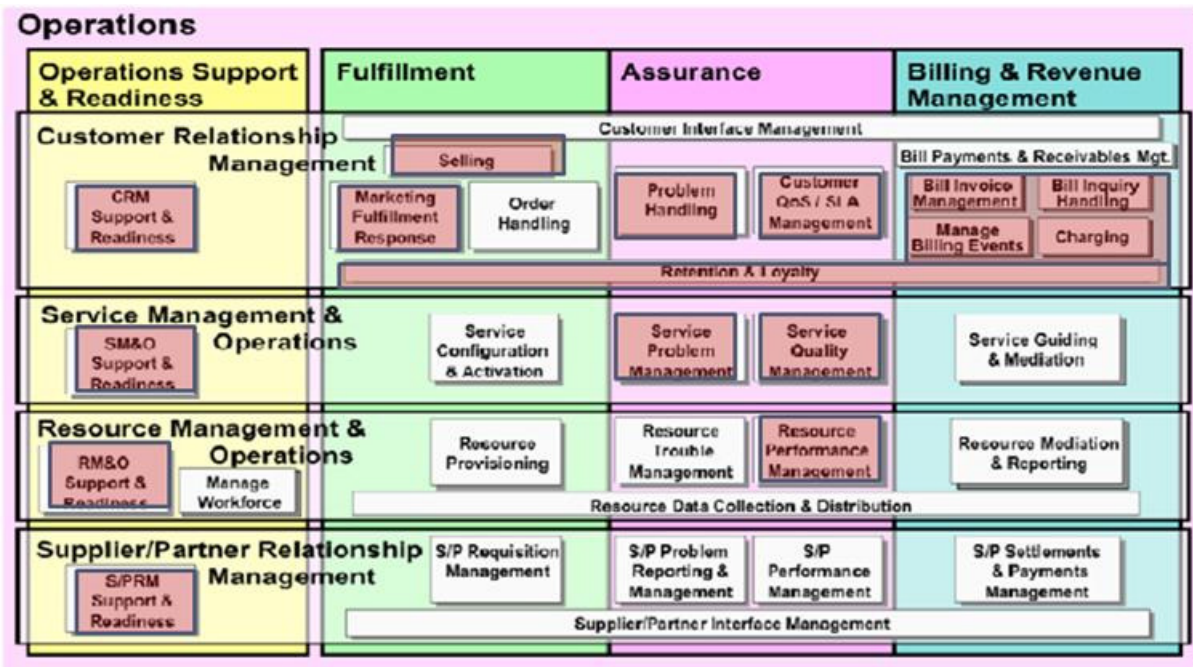 Operations
Operations Support
& Readiness
Fulfillment
Assurance
Billing & Revenue
Management
Customer Relationship
Management
Customer Interface Management
Selling
Bill Payments & Receivables Mgt.
CRM
Support &
Readiness
Marketing
Fulfillment
Response
Order
Handling
Problem
Handling
Customer
QoS / SLA
Management
Bill Invoice
Management
Bill Inquiry
Handling
Manage
Billing Events
Charging
Retention & Loyalty
Service Management &
Operations
SM&O
Support &
Readiness
Service
Configuration
& Activation
Service
Problem
Management
Service
Quality
Management
Service Guiding
& Mediation
Resource Management &
Operations
RM&O
Support &
Readiness
Manage
Workforce
Resource
Provisioning
Resource
Trouble
Management
Resource
Performance
Management
Resource Mediation
& Reporting
Resource Data Collection & Distribution
Supplier/Partner Relationship
Management
S/PRM
Support &
Readiness
S/P Requisition
Management
S/P Problem
Reporting &
Management
S/P
Performance
Management
S/P Settlements
& Payments
Management
Supplier/Partner Interface Management